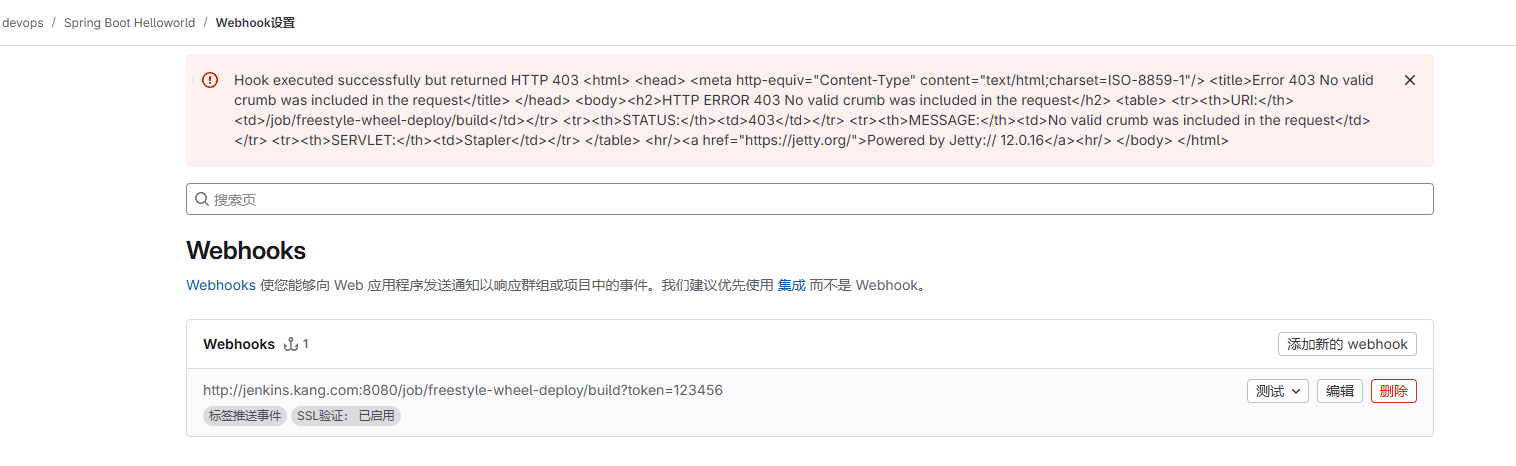 devops / Spring Boot Helloworld / Webhook设置
Hook executed successfully but returned HTTP 403 <html> <head> <meta http-equiv="Content-Type" content="text/html;charset=ISO-8859-1"/> <title>Error 403 No valid
crumb was included in the request</title> </head> <body><h2>HTTP ERROR 403 No valid crumb was included in the request</h2> <table> <tr><th>URI:</th>
<td>/job/freestyle-wheel-deploy/build</td></tr> <tr><th>STATUS:</th><td>403</td></tr> <tr><th>MESSAGE:</th><td>No valid crumb was included in the request</td>
</tr> <tr><th>SERVLET:</th><td>Stapler</td></tr> </table> <hr/><a href="https://jetty.org/">Powered by Jetty:// 12.0.16</a><hr/> </body> </html>
搜索页
Webhooks
Webhooks 使您能够向 Web 应用程序发送通知以响应群组或项目中的事件。我们建议优先使用 集成 而不是 Webhook。
Webhooks 1 添加新的 webhook
http://jenkins.kang.com:8080/job/freestyle-wheel-deploy/build?token=123456 测试 编辑 删除
标签推送事件 SSL验证： 已启用